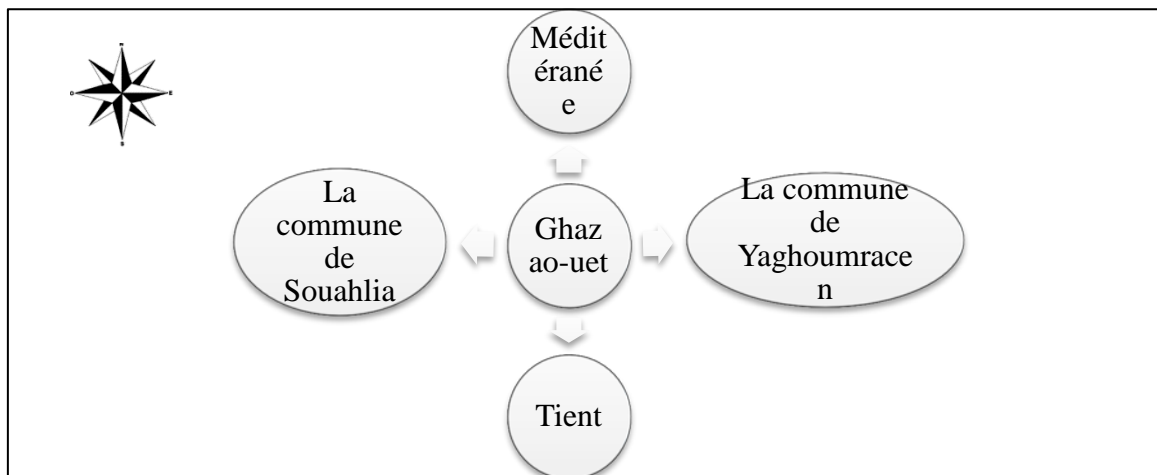 Médit
érané
e
N
O
E
S
La
commune
de
Souahlia
Ghaz
ao-uet
La commune
de
Yaghoumrace
n
Tient